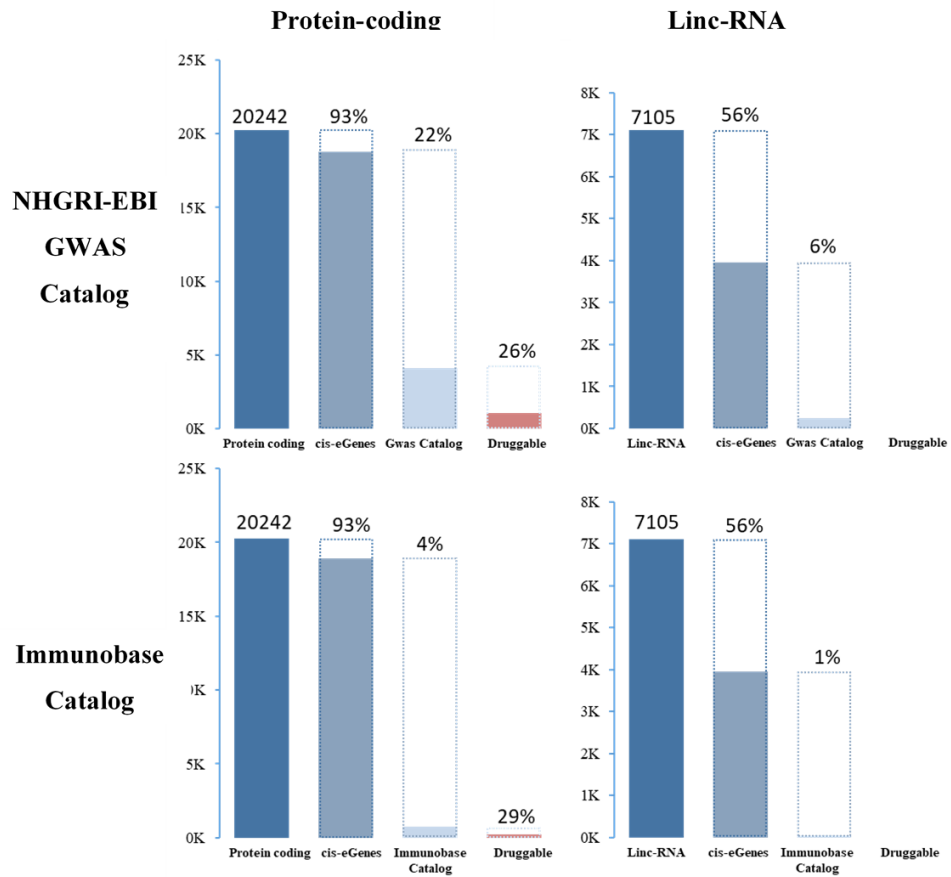 Protein-coding
Linc-RNA
NHGRI-EBI
GWAS
Catalog
25K
20K
15K
10K
5K
0K
20242
93%
22%
26%
Protein coding
cis-eGenes
Gwas Catalog
Druggable
8K
7K
6K
5K
4K
3K
2K
1K
0K
7105
56%
6%
Linc-RNA
cis-eGenes
Gwas Catalog
Druggable
Immunobase
Catalog
25K
20K
15K
)K
5K
0K
20242
93%
4%
29%
Protein coding
cis-eGenes
Immunobase
Catalog
Druggable
8K
7K
6K
5K
4K
3K
2K
1K
0K
7105
56%
1%
Linc-RNA
cis-eGenes
Immunobase
Catalog
Druggable